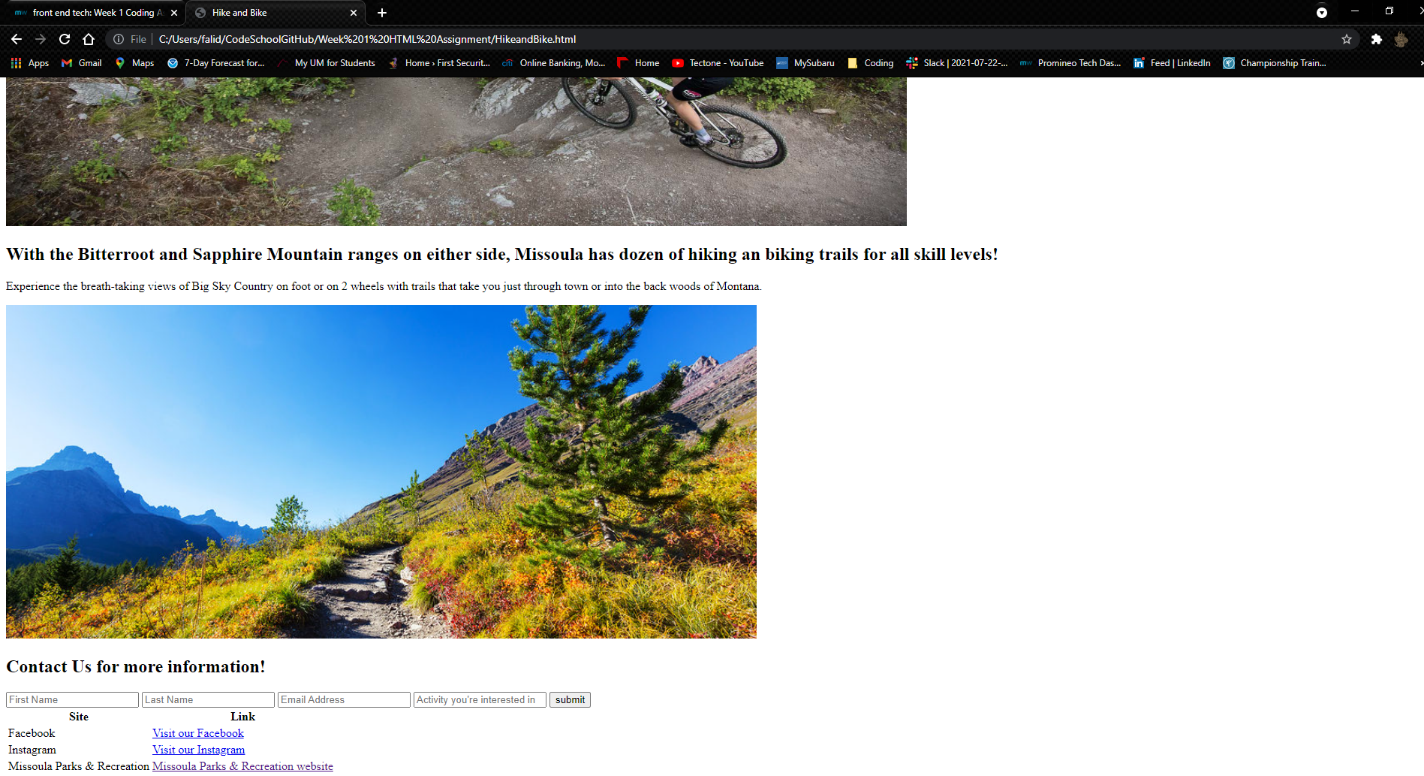 front end tech: Week 1 Coding A
Hike and Bike
File | C:/Users/falid/CodeSchoolGitHub/Week%201%20HTML%20Assignment/HikeandBike.html
Apps Gmail Maps 7-Day Forecast for... My UM for Students Home › First Securit... citi Online Banking, Mo... Home Tectone - YouTube MySubaru Coding Slack | 2021-07-22-... Promineo Tech Das... Feed | LinkedIn Championship Train...
With the Bitterroot and Sapphire Mountain ranges on either side, Missoula has dozen of hiking an biking trails for all skill levels!
Experience the breath-taking views of Big Sky Country on foot or on 2 wheels with trails that take you just through town or into the back woods of Montana.
Contact Us for more information!
First Name Last Name Email Address Activity you're interested in submit
Site Link
Facebook Visit our Facebook
Instagram Visit our Instagram
Missoula Parks & Recreation Missoula Parks & Recreation website